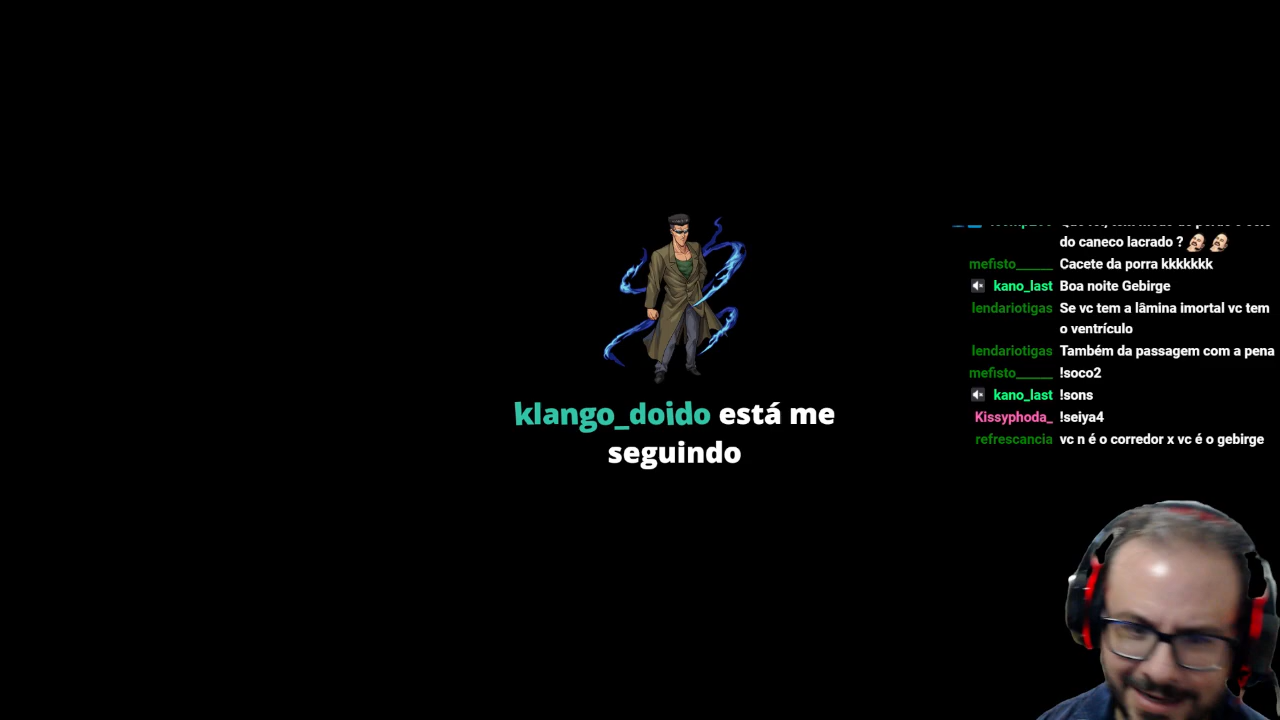 klango_doido está me
seguindo
do caneco lacrado ?
mefisto______ Cacete da porra kkkkkkk
kano_last Boa noite Gebirge
lendariotigas Se vc tem a lâmina imortal vc tem
o ventrículo
lendariotigas Também da passagem com a pena
mefisto______ !soco2
kano_last !sons
Kissyphoda_ !seiya4
refrescancia vc n é o corredor x vc é o gebirge